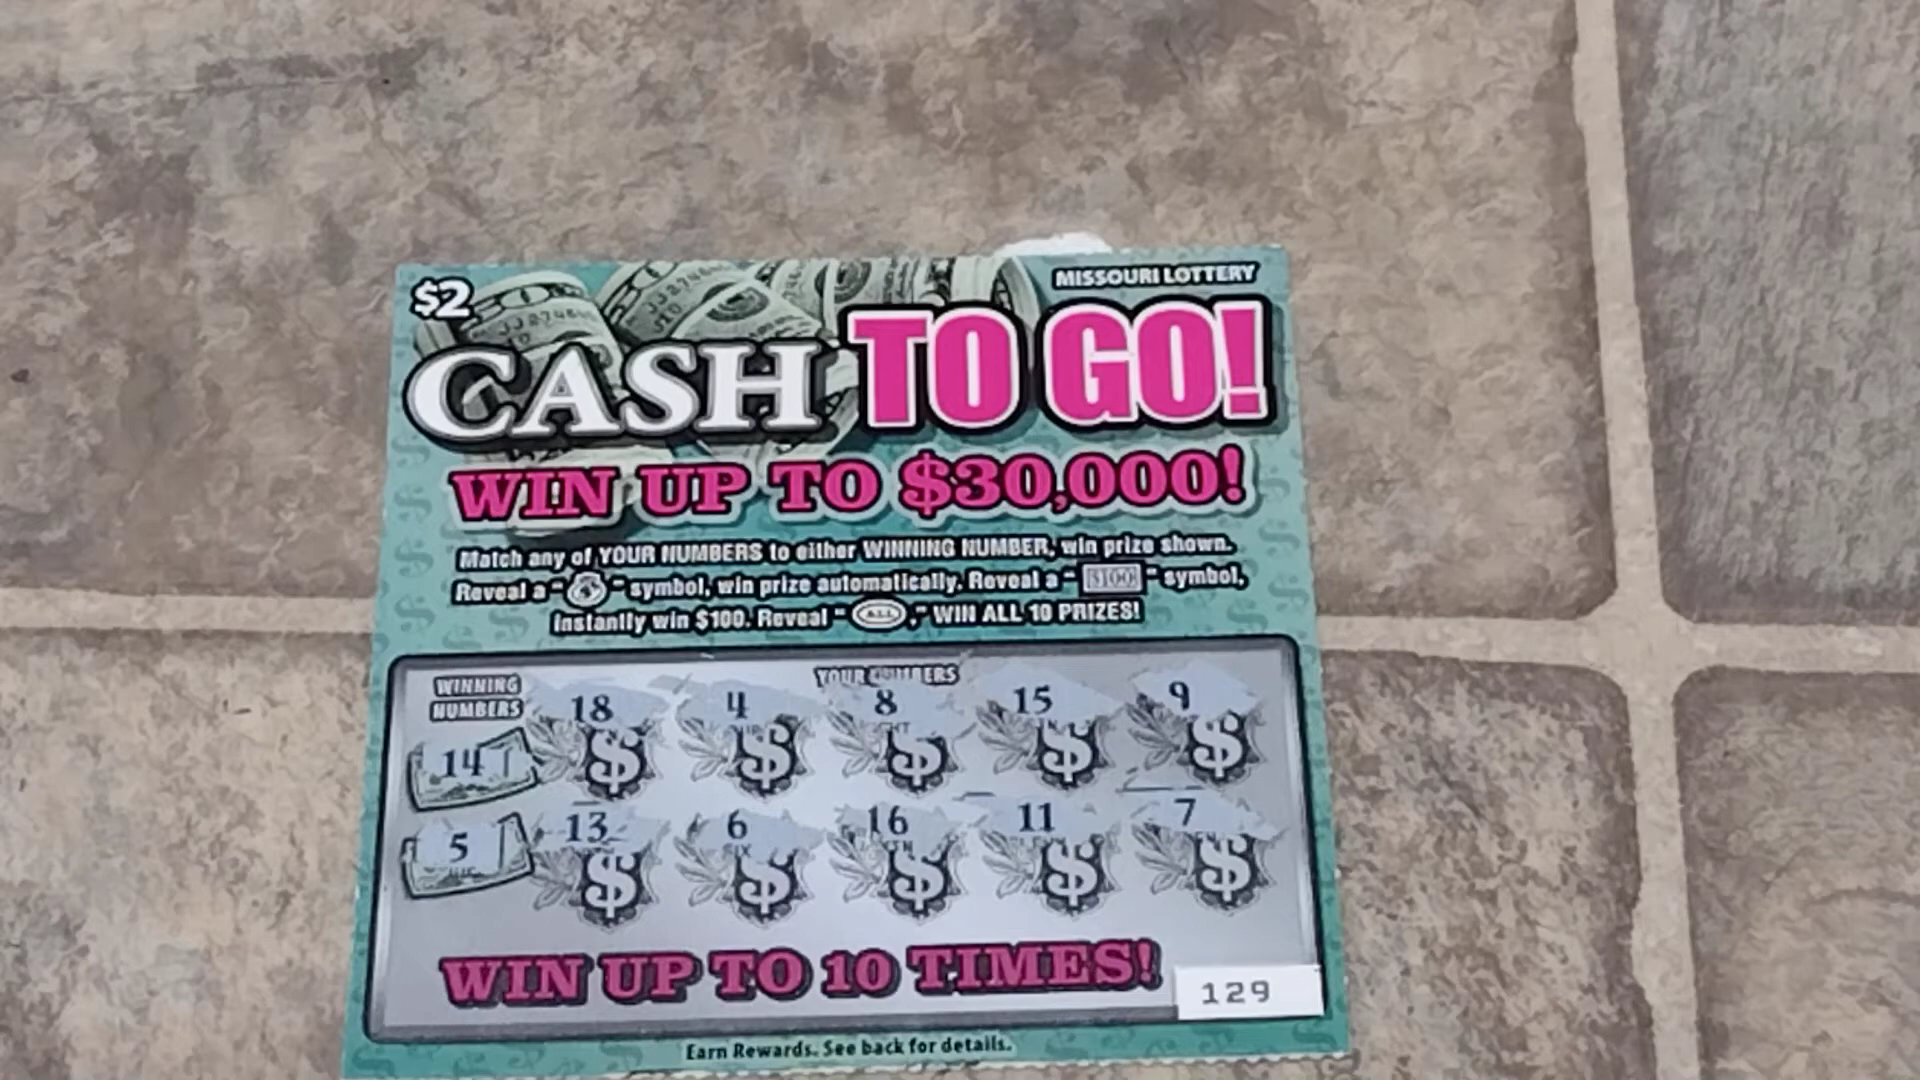 $2
MISSOURI LOTTERY
CASH TO GO!
WIN UP TO $30,000!
Match any of YOUR NUMBERS to either WINNING NUMBER, win prize shown.
Reveal a " " symbol, win prize automatically. Reveal a " $100 " symbol,
instantly win $100. Reveal " ALL ," WIN ALL 10 PRIZES!
WINNING
NUMBERS
YOUR NUMBERS
18 4 8 15 9
14 $ $ $ $ $
13 6 16 11 7
5 $ $ $ $ $
WIN UP TO 10 TIMES!
129
Earn Rewards. See back for details.